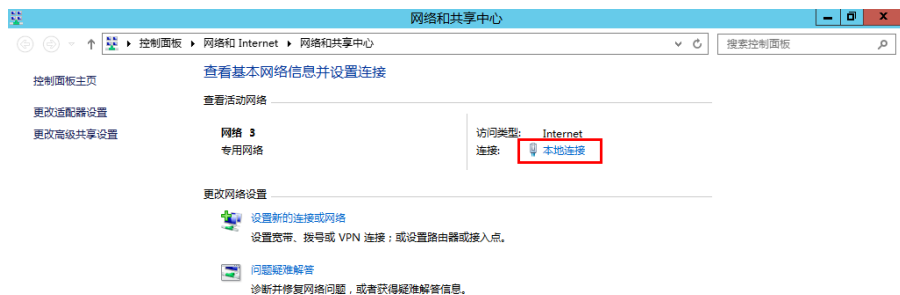 网络和共享中心
控制面板 网络和 Internet 网络和共享中心 搜索控制面板
控制面板主页
更改适配器设置
更改高级共享设置
查看基本网络信息并设置连接
查看活动网络
网络 3 访问类型: Internet
专用网络 连接: 本地连接
更改网络设置
设置新的连接或网络
设置宽带、拨号或 VPN 连接；或设置路由器或接入点。
问题疑难解答
诊断并修复网络问题，或者获得疑难解答信息。